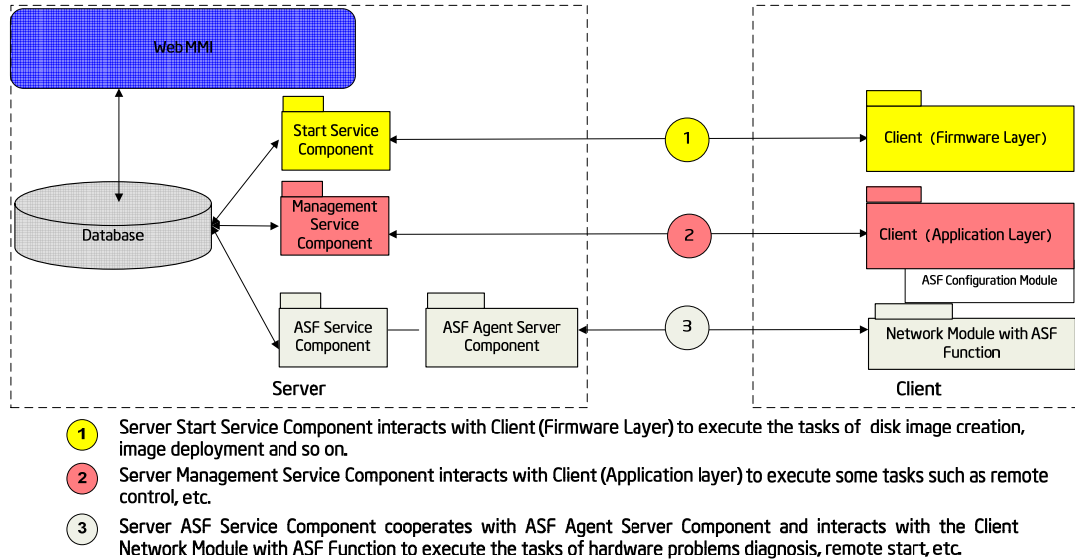 Web MMI
Start Service
Component
1
Client (Firmware Layer)
Management
Service
Component
Database
2
Client (Application Layer)
ASF Configuration Module
ASF Service
Component
ASF Agent Server
Component
3
Network Module with ASF
Function
Server
Client
1 Server Start Service Component interacts with Client (Firmware Layer) to execute the tasks of disk image creation,
image deployment and so on.
2 Server Management Service Component interacts with Client (Application layer) to execute some tasks such as remote
control, etc.
3 Server ASF Service Component cooperates with ASF Agent Server Component and interacts with the Client
Network Module with ASF Function to execute the tasks of hardware problems diagnosis, remote start, etc.